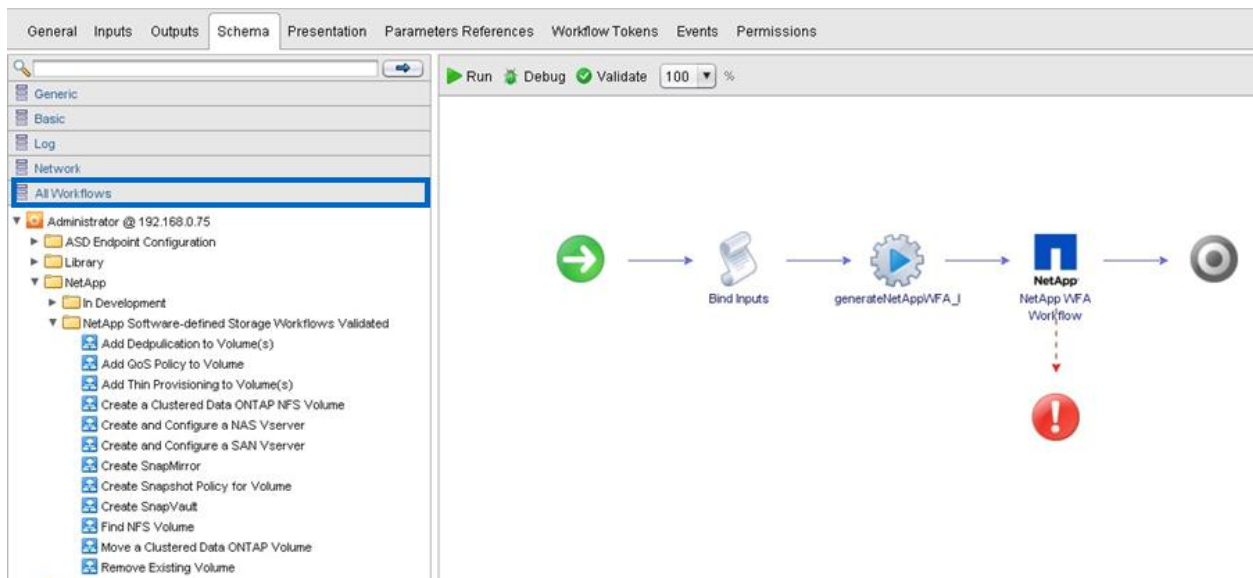 General Inputs Outputs Schema Presentation Parameters References Workflow Tokens Events Permissions
Run Debug Validate 100 %
Generic
Basic
Log
Network
All Workflows
Administrator @ 192.168.0.75
ASD Endpoint Configuration
Library
NetApp
In Development
NetApp Software-defined Storage Workflows Validated
Add Dedpulication to Volume(s)
Add QoS Policy to Volume
Add Thin Provisioning to Volume(s)
Create a Clustered Data ONTAP NFS Volume
Create and Configure a NAS Vserver
Create and Configure a SAN Vserver
Create SnapMirror
Create Snapshot Policy for Volume
Create SnapVault
Find NFS Volume
Move a Clustered Data ONTAP Volume
Remove Existing Volume
Bind Inputs
generateNetAppWFA_I
NetApp
NetApp WFA
Workflow